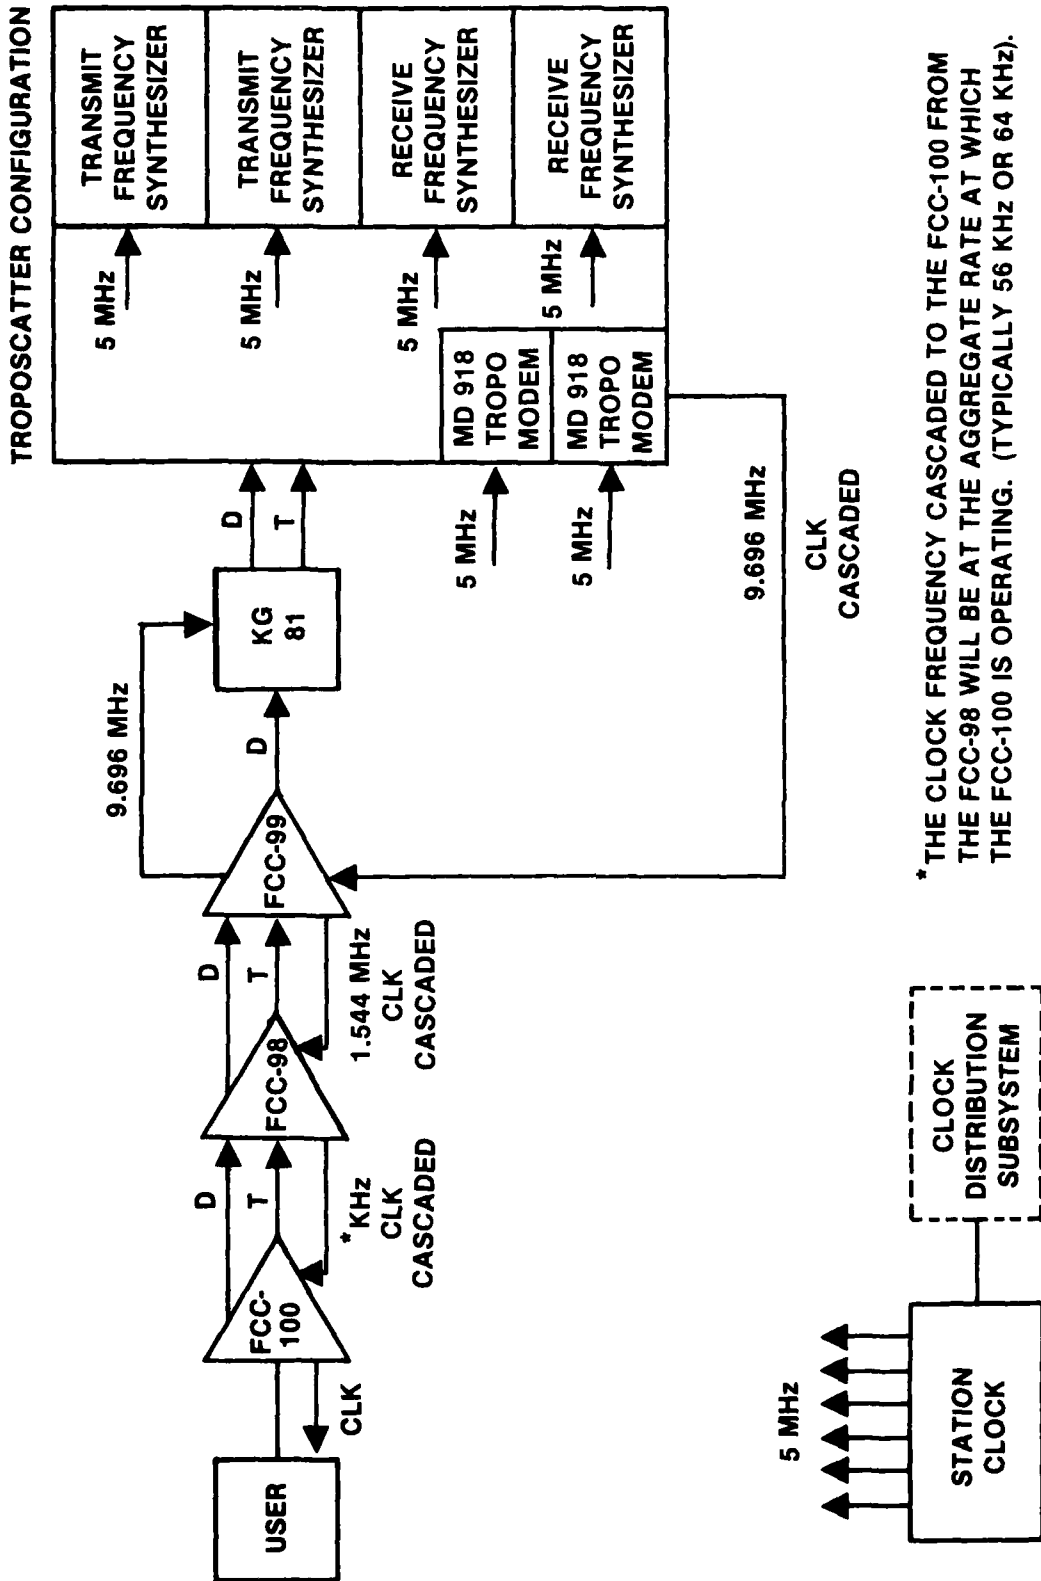 TROPOSCATTER CONFIGURATION
USER
CLK
FCC-
100
D
T
*KHz
CLK
CASCADED
FCC-98
D
T
1.544 MHz
CLK
CASCADED
FCC-99
9.696 MHz
D
KG
81
D
T
5 MHz
5 MHz
MD 918
TROPO
MODEM
MD 918
TROPO
MODEM
9.696 MHz
CLK
CASCADED
5 MHz
5 MHz
5 MHz
5 MHz
TRANSMIT
FREQUENCY
SYNTHESIZER
TRANSMIT
FREQUENCY
SYNTHESIZER
RECEIVE
FREQUENCY
SYNTHESIZER
RECEIVE
FREQUENCY
SYNTHESIZER
5 MHz
STATION
CLOCK
CLOCK
DISTRIBUTION
SUBSYSTEM
*THE CLOCK FREQUENCY CASCADED TO THE FCC-100 FROM
THE FCC-98 WILL BE AT THE AGGREGATE RATE AT WHICH
THE FCC-100 IS OPERATING. (TYPICALLY 56 KHz OR 64 KHz).